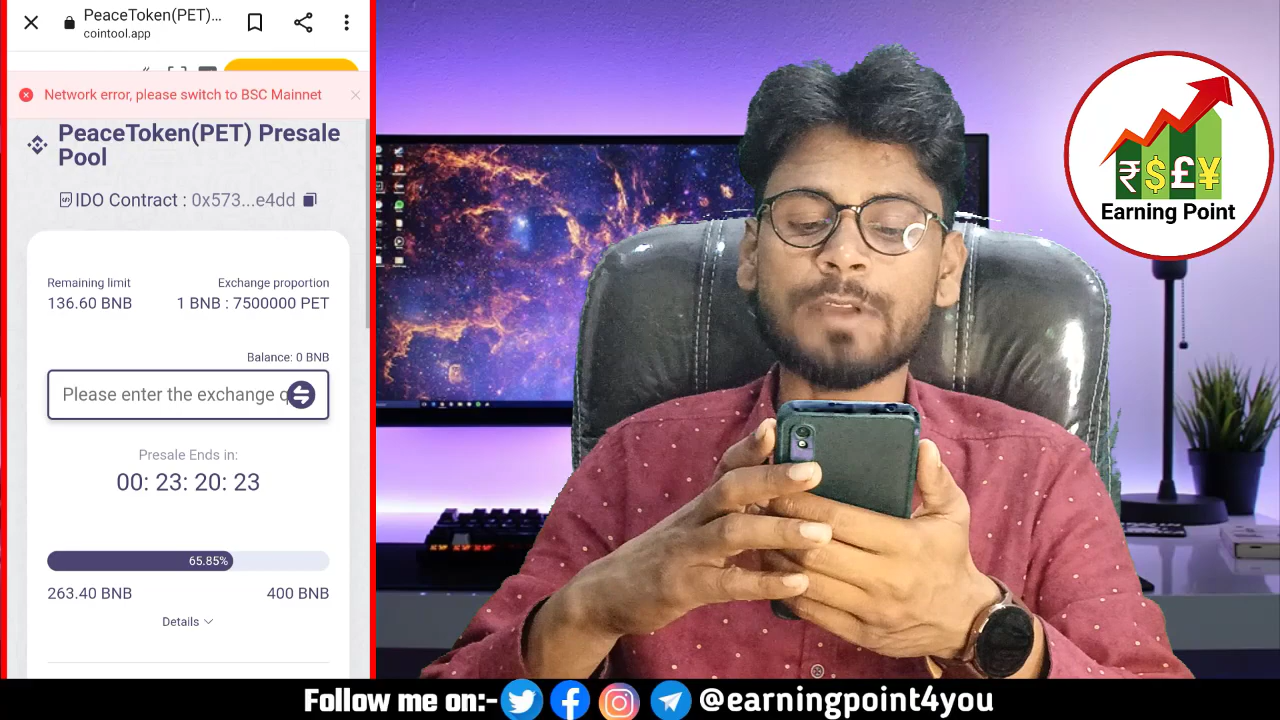 PeaceToken(PET)...
cointool.app
Network error, please switch to BSC Mainnet
PeaceToken(PET) Presale
Pool
IDO Contract : 0x573...e4dd
Remaining limit
Exchange proportion
136.60 BNB
1 BNB : 7500000 PET
Balance: 0 BNB
Please enter the exchange
Presale Ends in:
00: 23: 20: 23
65.85%
263.40 BNB
400 BNB
Details
₹$£¥
Earning Point
Follow me on:-
@earningpoint4you